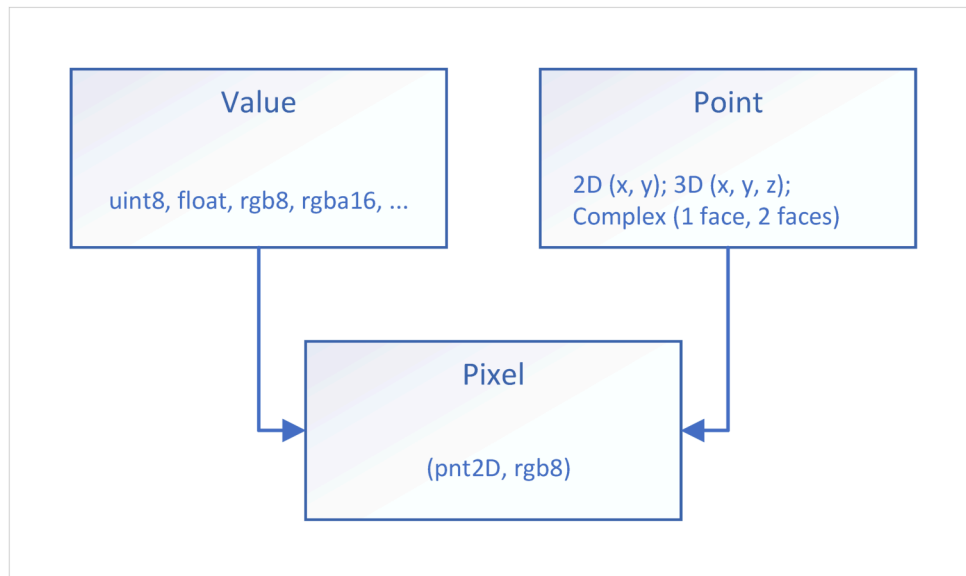 Value
uint8, float, rgb8, rgba16, ...
Point
2D (x, y); 3D (x, y, z);
Complex (1 face, 2 faces)
Pixel
(pnt2D, rgb8)